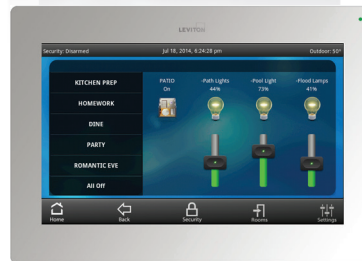 LEVITON
Security: Disarmed Jul 18, 2014, 6:24:28 pm Outdoor: 50°
KITCHEN PREP
HOMEWORK
DINE
PARTY
ROMANTIC EVE
All Off
PATIO -Path Lights -Pool Light -Flood Lamps
On 44% 73% 41%
Home Back Security Rooms Settings